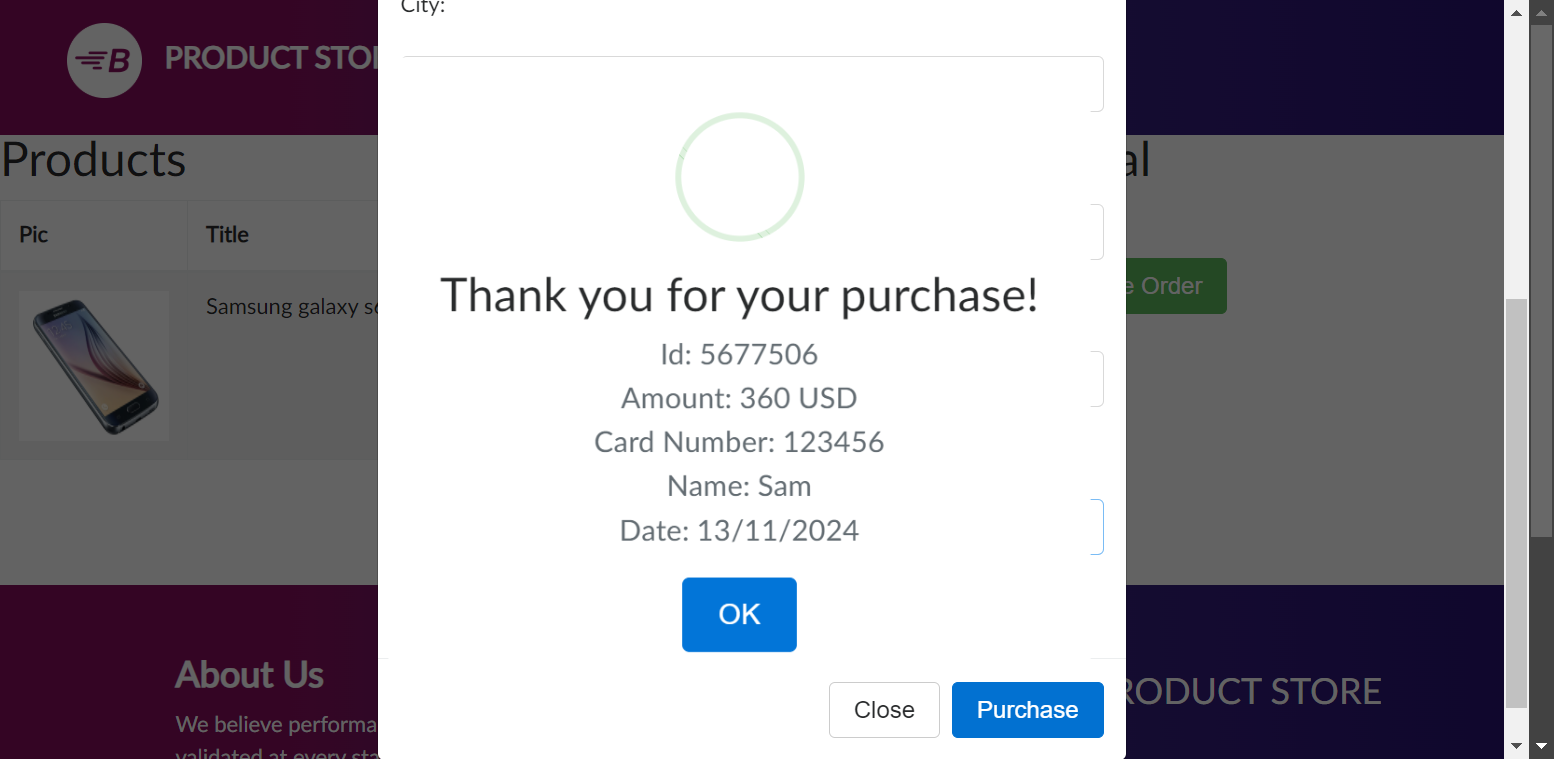 City:
B
PRODUCT STO
Products
al
Pic
Title
Samsung galaxy s
e Order
Thank you for your purchase!
Id: 5677506
Amount: 360 USD
Card Number: 123456
Name: Sam
Date: 13/11/2024
OK
Close
Purchase
About Us
We believe performa
validated at every sta
RODUCT STORE